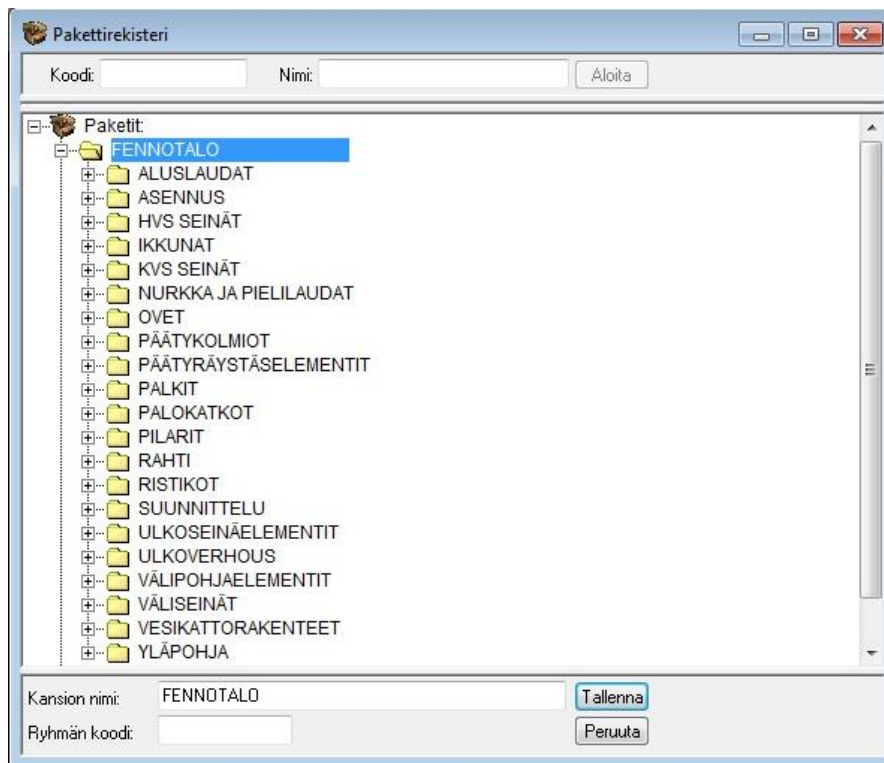 Pakettirekisteri
Koodi: Nimi: Aloita
Paketit:
FENNOTALO
ALUSLAUDAT
ASENNUS
HVS SEINÄT
IKKUNAT
KVS SEINÄT
NURKKA JA PIELILAUDAT
OVET
PÄÄTYKOLMIOT
PÄÄTYRÄYSTÄSELEMENTIT
PALKIT
PALOKATKOT
PILARIT
RAHTI
RISTIKOT
SUUNNITTELU
ULKOSEINÄELEMENTIT
ULKOVERHOUS
VÄLIPOHJAELEMENTIT
VÄLISEINÄT
VESIKATTORAKENTEET
YLÄPOHJA
Kansion nimi: FENNOTALO Tallenna
Ryhmän koodi: Peruuta